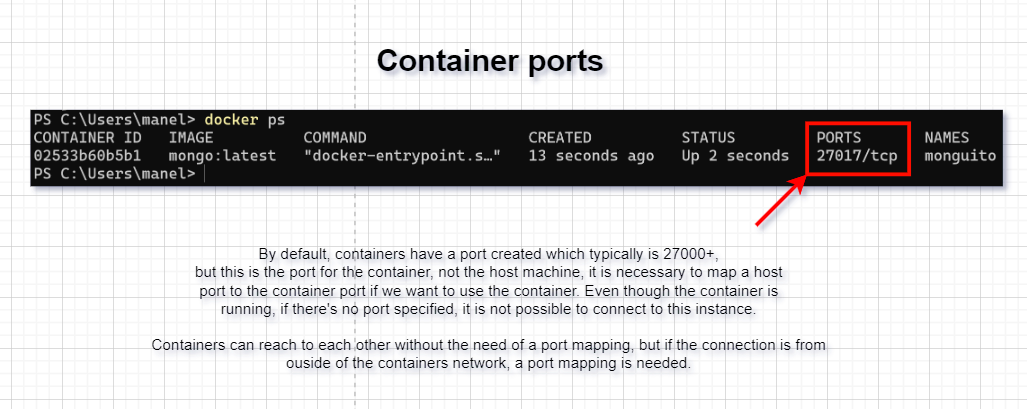 Container ports
PS C:\Users\manel> docker ps
CONTAINER ID IMAGE COMMAND CREATED STATUS PORTS NAMES
02533b60b5b1 mongo:latest "docker-entrypoint.s…" 13 seconds ago Up 2 seconds 27017/tcp monguito
PS C:\Users\manel>
By default, containers have a port created which typically is 27000+,
but this is the port for the container, not the host machine, it is necessary to map a host
port to the container port if we want to use the container. Even though the container is
running, if there's no port specified, it is not possible to connect to this instance.
Containers can reach to each other without the need of a port mapping, but if the connection is from
ouside of the containers network, a port mapping is needed.